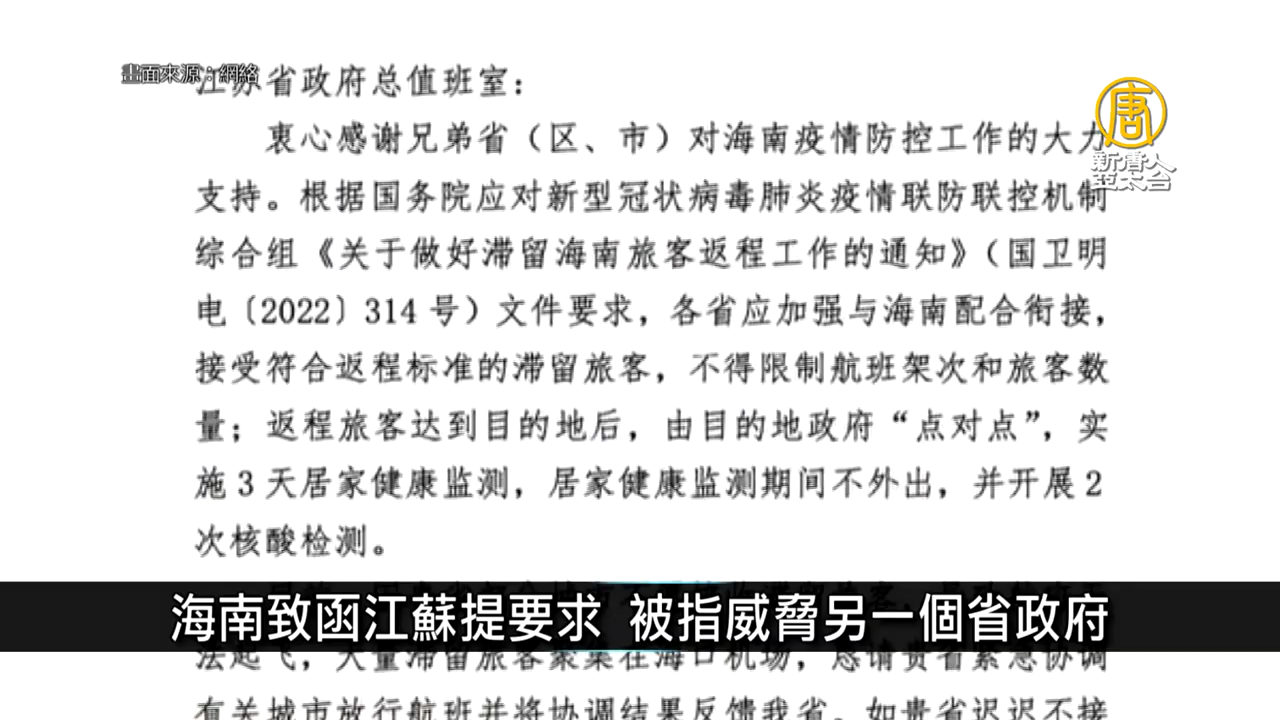 畫面來源：網絡
江苏省政府总值班室：
衷心感谢兄弟省（区、市）对海南疫情防控工作的大力
支持。根据国务院应对新型冠状病毒肺炎疫情联防联控机制
综合组《关于做好滞留海南旅客返程工作的通知》（国卫明
电〔2022〕314 号）文件要求，各省应加强与海南配合衔接，
接受符合返程标准的滞留旅客，不得限制航班架次和旅客数
量；返程旅客达到目的地后，由目的地政府“点对点”，实
施 3 天居家健康监测，居家健康监测期间不外出，并开展 2
次核酸检测。
海南致函江蘇提要求 被指威脅另一個省政府
法起飞，大量滞留旅客聚集在海口机场，恳请贵省紧急协调
有关城市放行航班并将协调结果反馈我省。如贵省迟迟不接
唐
新唐人
亞太台